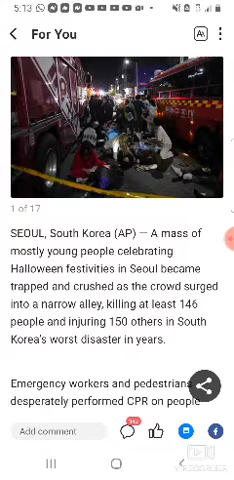 5:13
For You
1 of 17
SEOUL, South Korea (AP) — A mass of
mostly young people celebrating
Halloween festivities in Seoul became
trapped and crushed as the crowd surged
into a narrow alley, killing at least 146
people and injuring 150 others in South
Korea's worst disaster in years.
Emergency workers and pedestrians
desperately performed CPR on people
Add comment